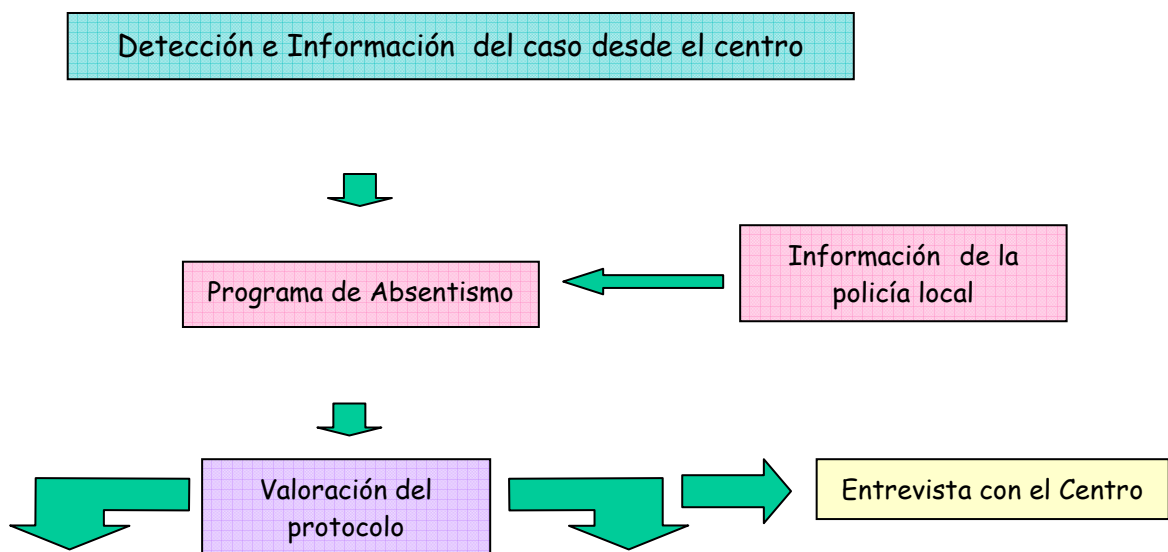 Detección e Información  del caso desde el centro
Información  de la
policía local
Programa de Absentismo
Valoración del
protocolo
Entrevista con el Centro